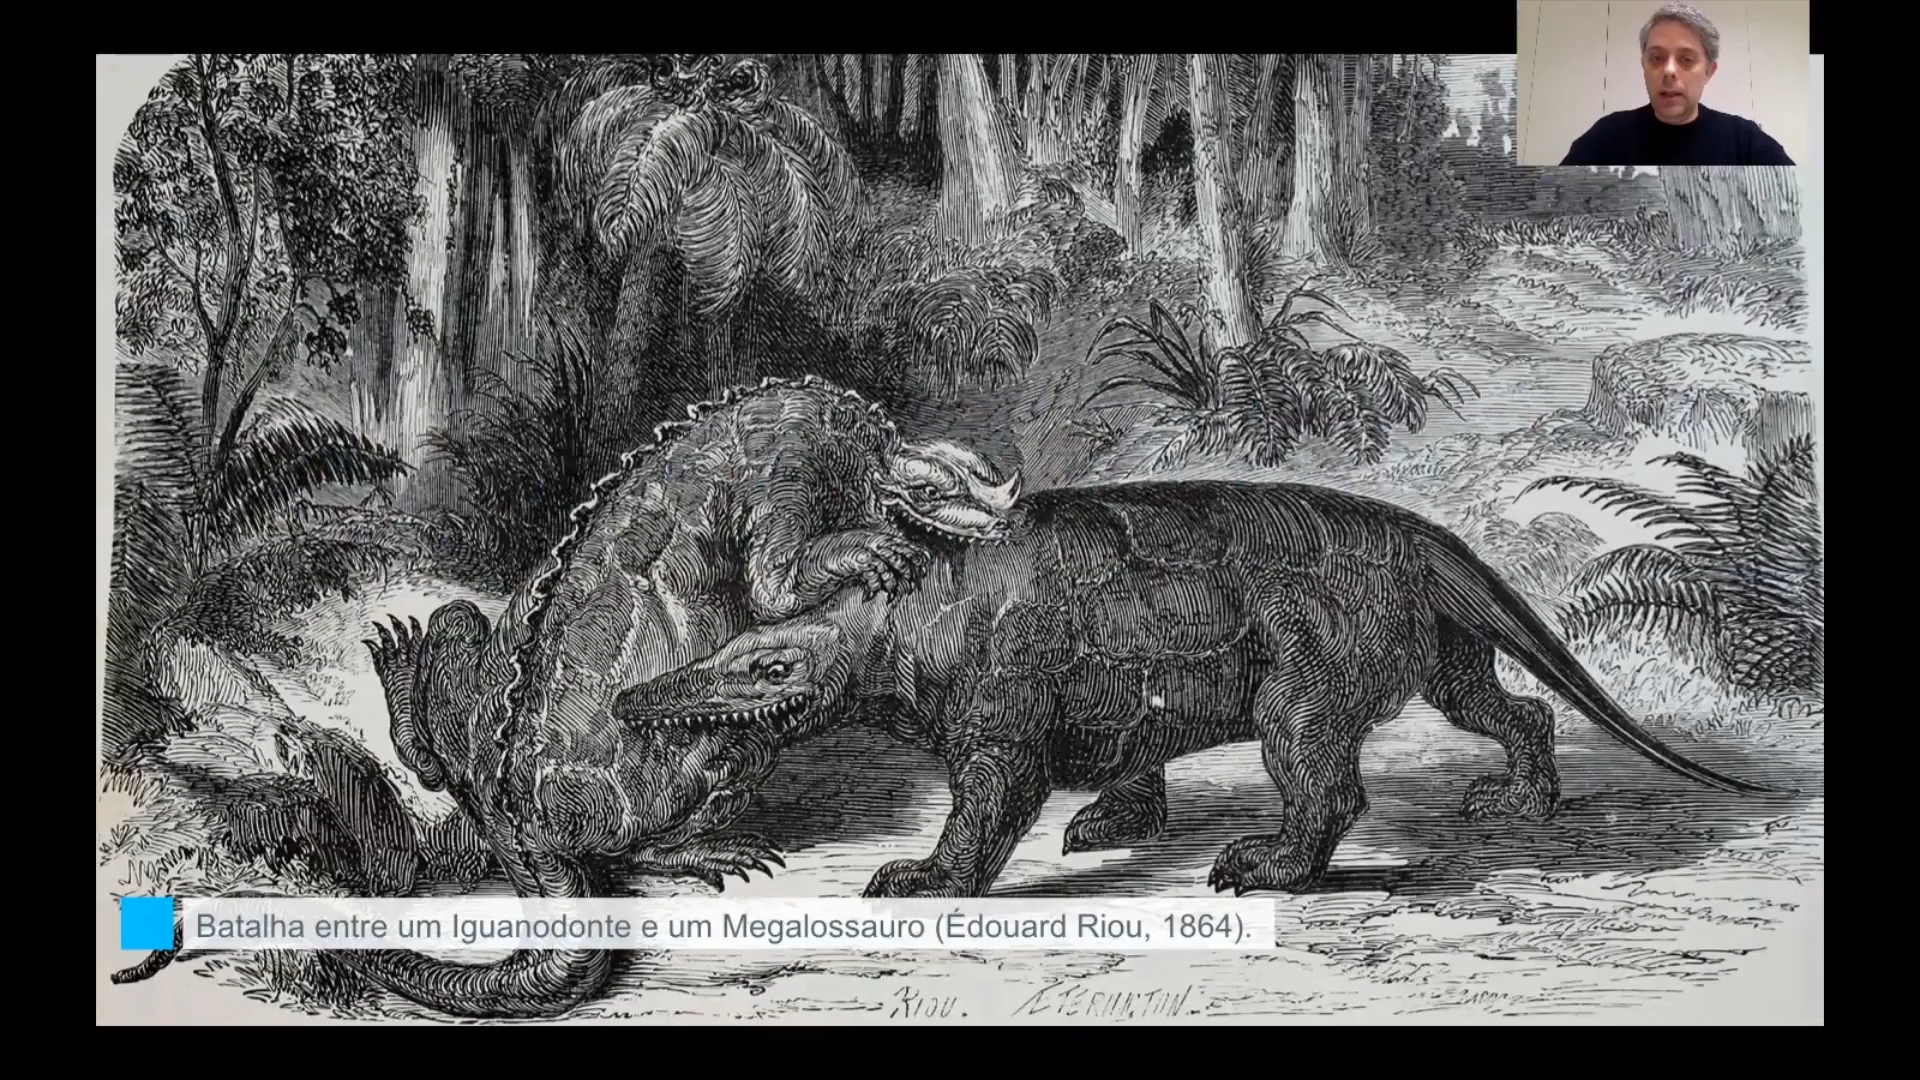 Batalha entre um Iguanodonte e um Megalossauro (Édouard Riou, 1864).
RIOU.